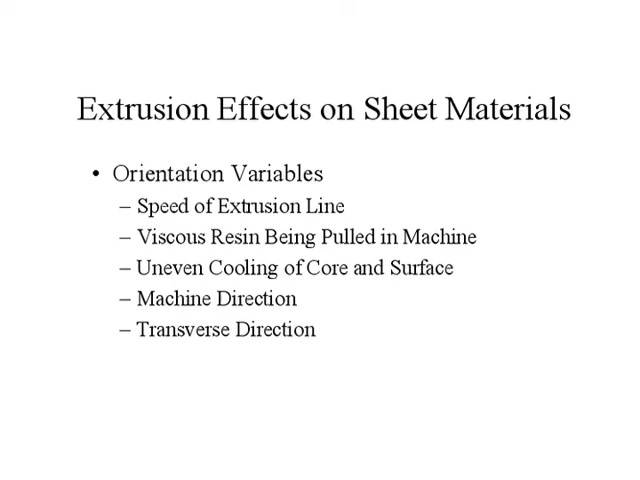 Extrusion Effects on Sheet Materials
• Orientation Variables
– Speed of Extrusion Line
– Viscous Resin Being Pulled in Machine
– Uneven Cooling of Core and Surface
– Machine Direction
– Transverse Direction